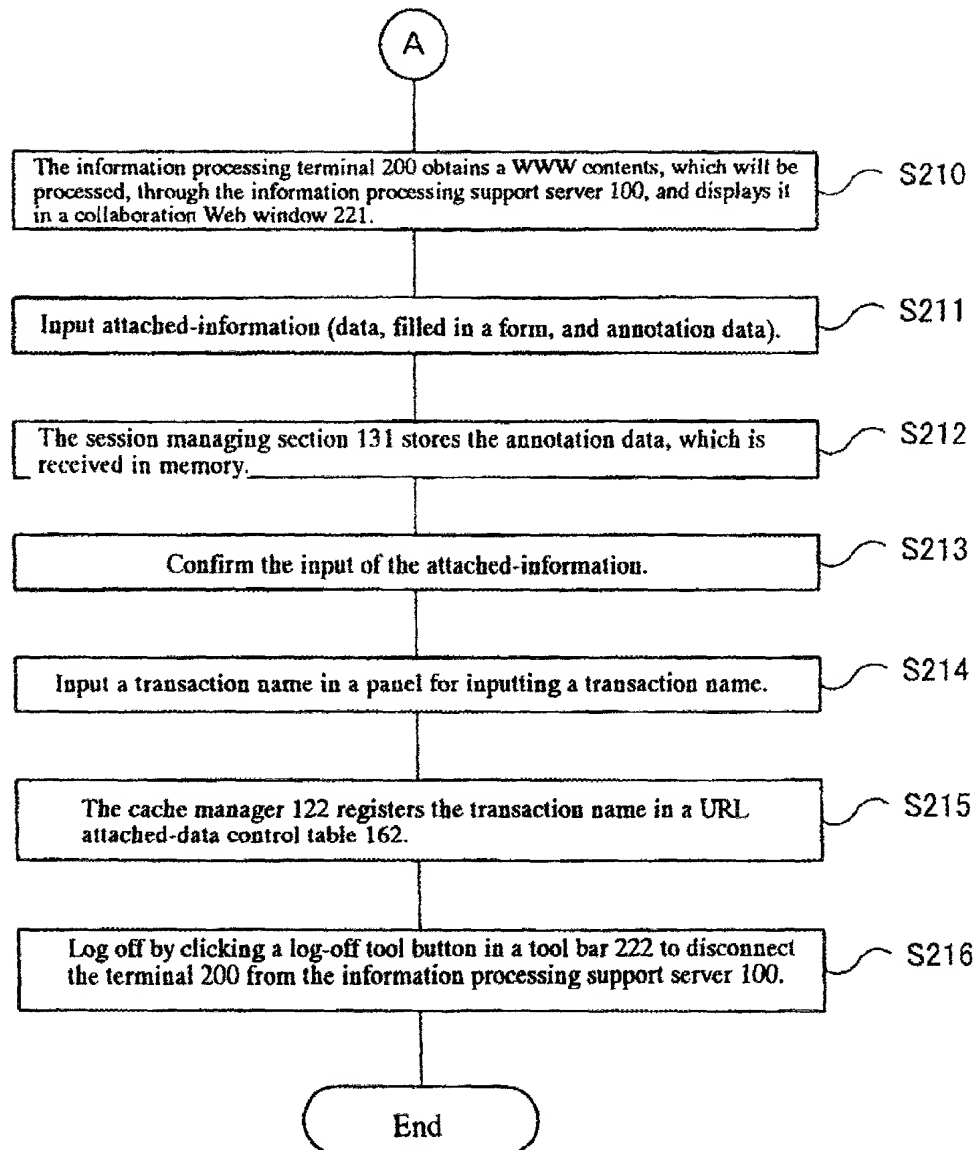 A
The information processing terminal 200 obtains a WWW contents, which will be
processed, through the information processing support server 100, and displays it
in a collaboration Web window 221.
S210
Input attached-information (data, filled in a form, and annotation data).
S211
The session managing section 131 stores the annotation data, which is
received in memory.
S212
Confirm the input of the attached-information.
S213
Input a transaction name in a panel for inputting a transaction name.
S214
The cache manager 122 registers the transaction name in a URL
attached-data control table 162.
S215
Log off by clicking a log-off tool button in a tool bar 222 to disconnect
the terminal 200 from the information processing support server 100.
S216
End